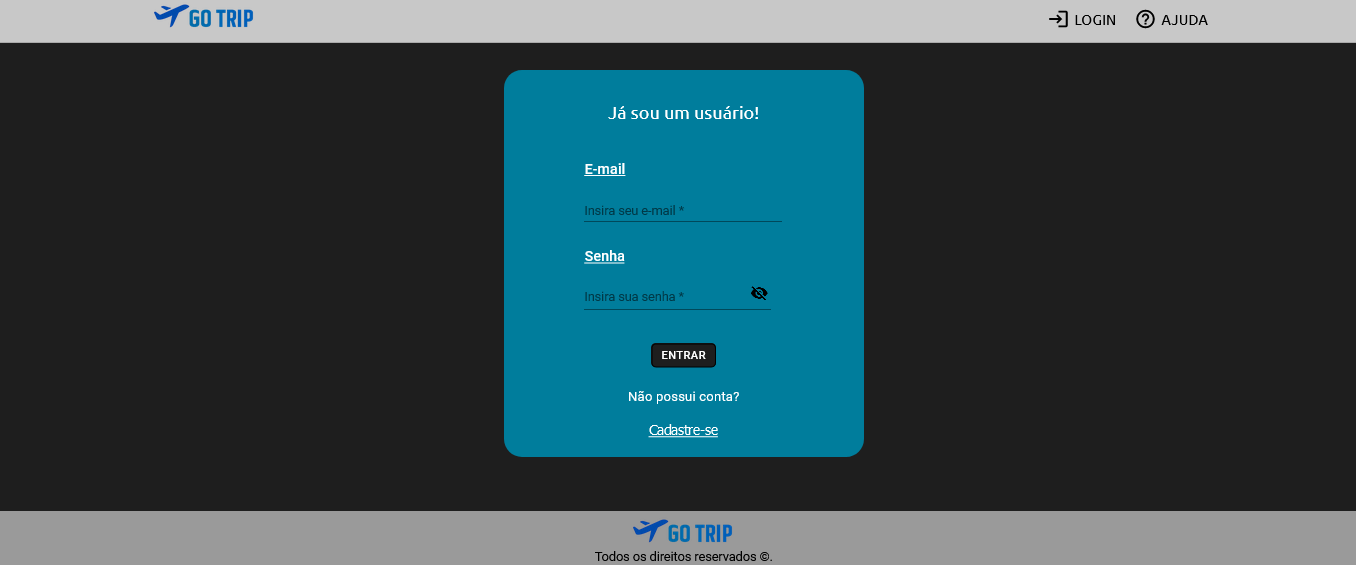 GO TRIP
LOGIN
AJUDA
Já sou um usuário!
E-mail
Insira seu e-mail *
Senha
Insira sua senha *
ENTRAR
Não possui conta?
Cadastre-se
GO TRIP
Todos os direitos reservados ©.